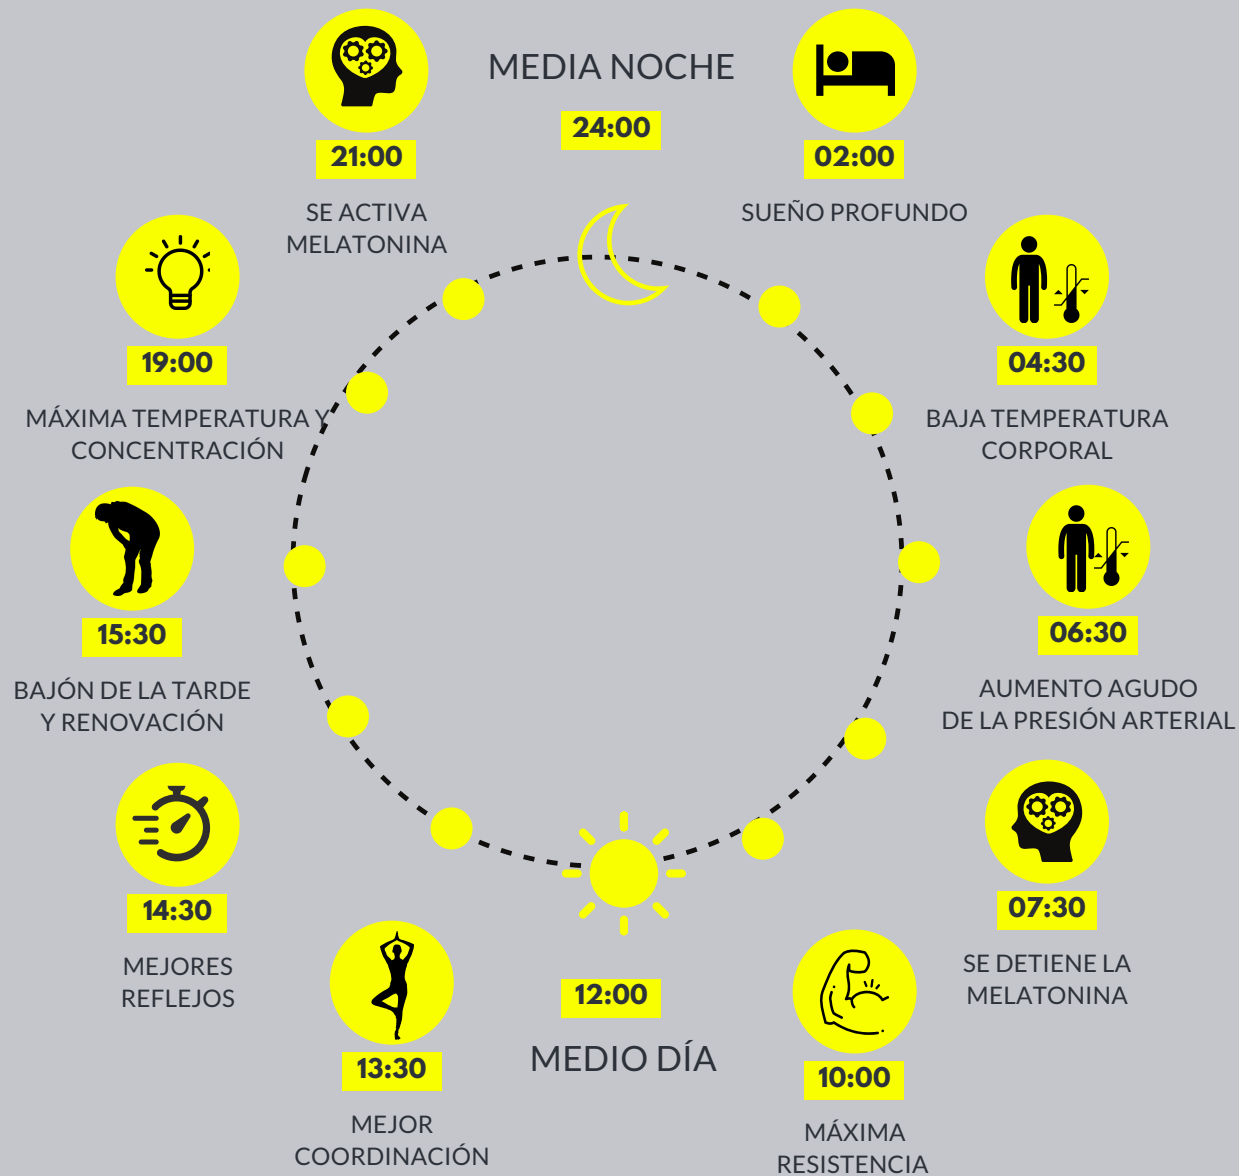 MEDIA NOCHE
24:00
02:00
SUEÑO PROFUNDO
04:30
BAJA TEMPERATURA
CORPORAL
06:30
AUMENTO AGUDO
DE LA PRESIÓN ARTERIAL
07:30
SE DETIENE LA
MELATONINA
10:00
MÁXIMA
RESISTENCIA
12:00
MEDIO DÍA
13:30
MEJOR
COORDINACIÓN
14:30
MEJORES
REFLEJOS
15:30
BAJÓN DE LA TARDE
Y RENOVACIÓN
19:00
MÁXIMA TEMPERATURA Y
CONCENTRACIÓN
21:00
SE ACTIVA
MELATONINA